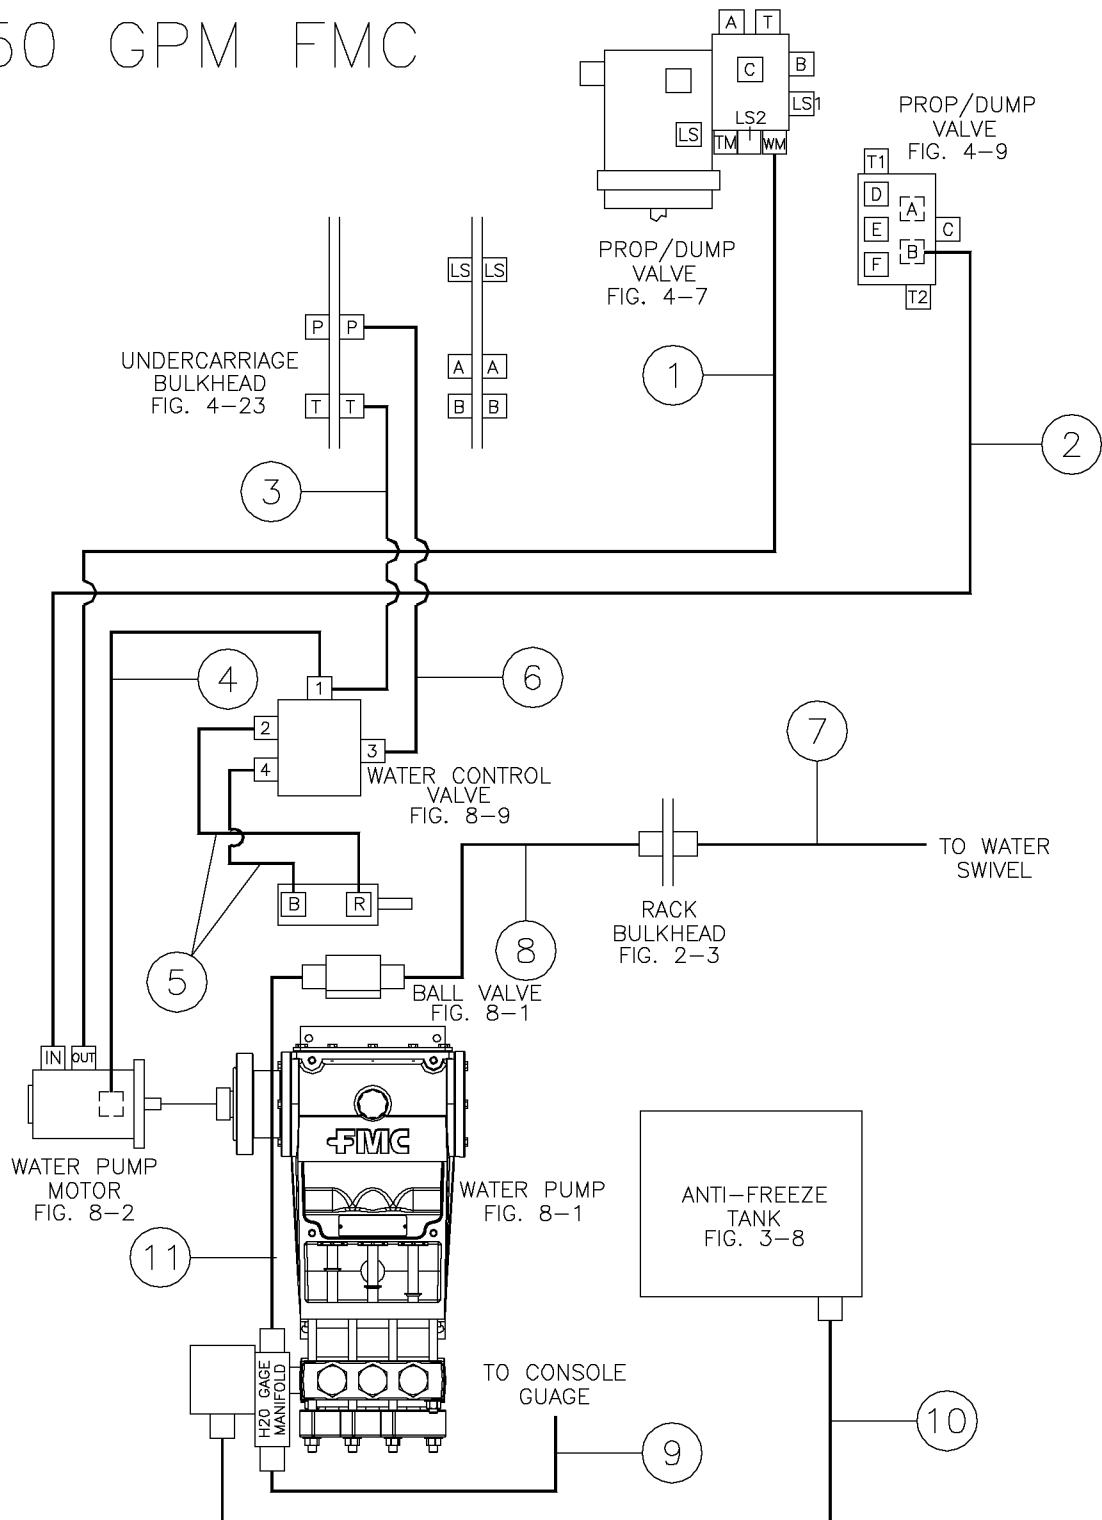 50 GPM FMC
A T
C
B
LS1
LS2
LS
TM WM
PROP/DUMP
VALVE
FIG. 4-7
PROP/DUMP
VALVE
FIG. 4-9
T1
D
A
E
C
B
F
T2
LS LS
P P
UNDERCARRIAGE
BULKHEAD
FIG. 4-23
A A
T T
B B
1
2
3
4
6
1
2
3
4
WATER CONTROL
VALVE
FIG. 8-9
7
TO WATER
SWIVEL
B R
RACK
BULKHEAD
FIG. 2-3
8
5
BALL VALVE
FIG. 8-1
IN OUT
FMC
WATER PUMP
MOTOR
FIG. 8-2
WATER PUMP
FIG. 8-1
ANTI-FREEZE
TANK
FIG. 3-8
11
H20 GAGE
MANIFOLD
TO CONSOLE
GUAGE
9
10